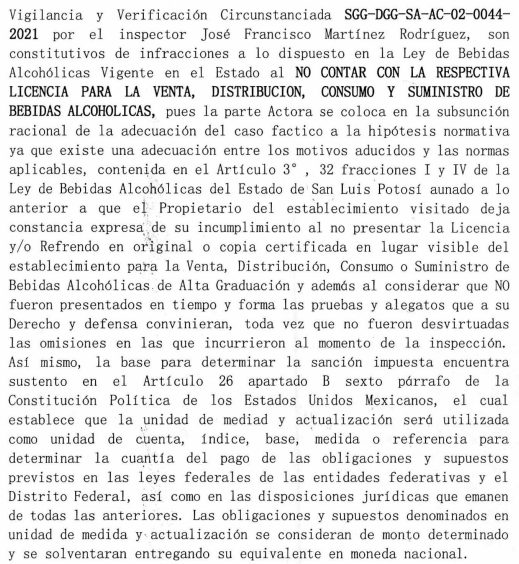 Vigilancia y Verificación Circunstanciada SGG-DGG-SA-AC-02-0044-
2021 por el inspector José Francisco Martínez Rodríguez, son
constitutivos de infracciones a lo dispuesto en la Ley de Bebidas
Alcohólicas Vigente en el Estado al NO CONTAR CON LA RESPECTIVA
LICENCIA PARA LA VENTA, DISTRIBUCION, CONSUMO Y SUMINISTRO DE
BEBIDAS ALCOHOLICAS, pues la parte Actora se coloca en la subsunción
racional de la adecuación del caso factico a la hipótesis normativa
ya que existe una adecuación entre los motivos aducidos y las normas
aplicables, contenida en el Artículo 3° , 32 fracciones I y IV de la
Ley de Bebidas Alcohólicas del Estado de San Luis Potosí aunado a lo
anterior a que el Propietario del establecimiento visitado deja
constancia expresa de su incumplimiento al no presentar la Licencia
y/o Refrendo en original o copia certificada en lugar visible del
establecimiento para la Venta, Distribución, Consumo o Suministro de
Bebidas Alcohólicas de Alta Graduación y además al considerar que NO
fueron presentados en tiempo y forma las pruebas y alegatos que a su
Derecho y defensa convinieran, toda vez que no fueron desvirtuadas
las omisiones en las que incurrieron al momento de la inspección.
Así mismo, la base para determinar la sanción impuesta encuentra
sustento en el Artículo 26 apartado B sexto párrafo de la
Constitución Política de los Estados Unidos Mexicanos, el cual
establece que la unidad de mediad y actualización será utilizada
como unidad de cuenta, índice, base, medida o referencia para
determinar la cuantía del pago de las obligaciones y supuestos
previstos en las leyes federales de las entidades federativas y el
Distrito Federal, así como en las disposiciones jurídicas que emanen
de todas las anteriores. Las obligaciones y supuestos denominados en
unidad de medida y actualización se consideran de monto determinado
y se solventaran entregando su equivalente en moneda nacional.